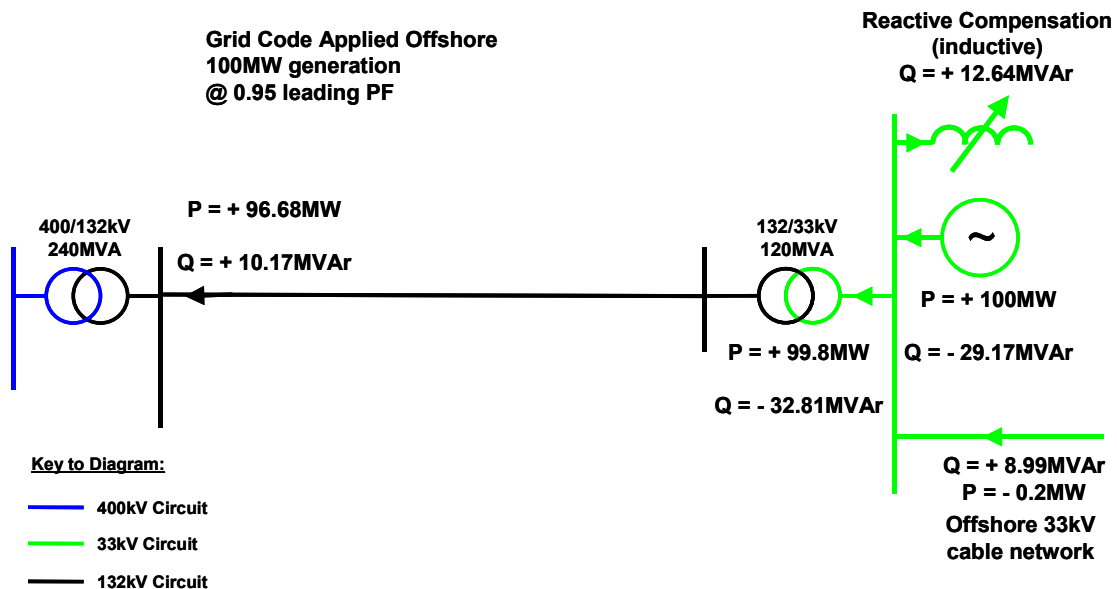 Grid Code Applied Offshore
100MW generation
@ 0.95 leading PF
Reactive Compensation
(inductive)
Q = + 12.64MVAr
400/132kV
240MVA
P = + 96.68MW
Q = + 10.17MVAr
132/33kV
120MVA
~
P = + 100MW
P = + 99.8MW
Q = - 29.17MVAr
Q = - 32.81MVAr
Q = + 8.99MVAr
P = - 0.2MW
Offshore 33kV
cable network
Key to Diagram:
400kV Circuit
33kV Circuit
132kV Circuit